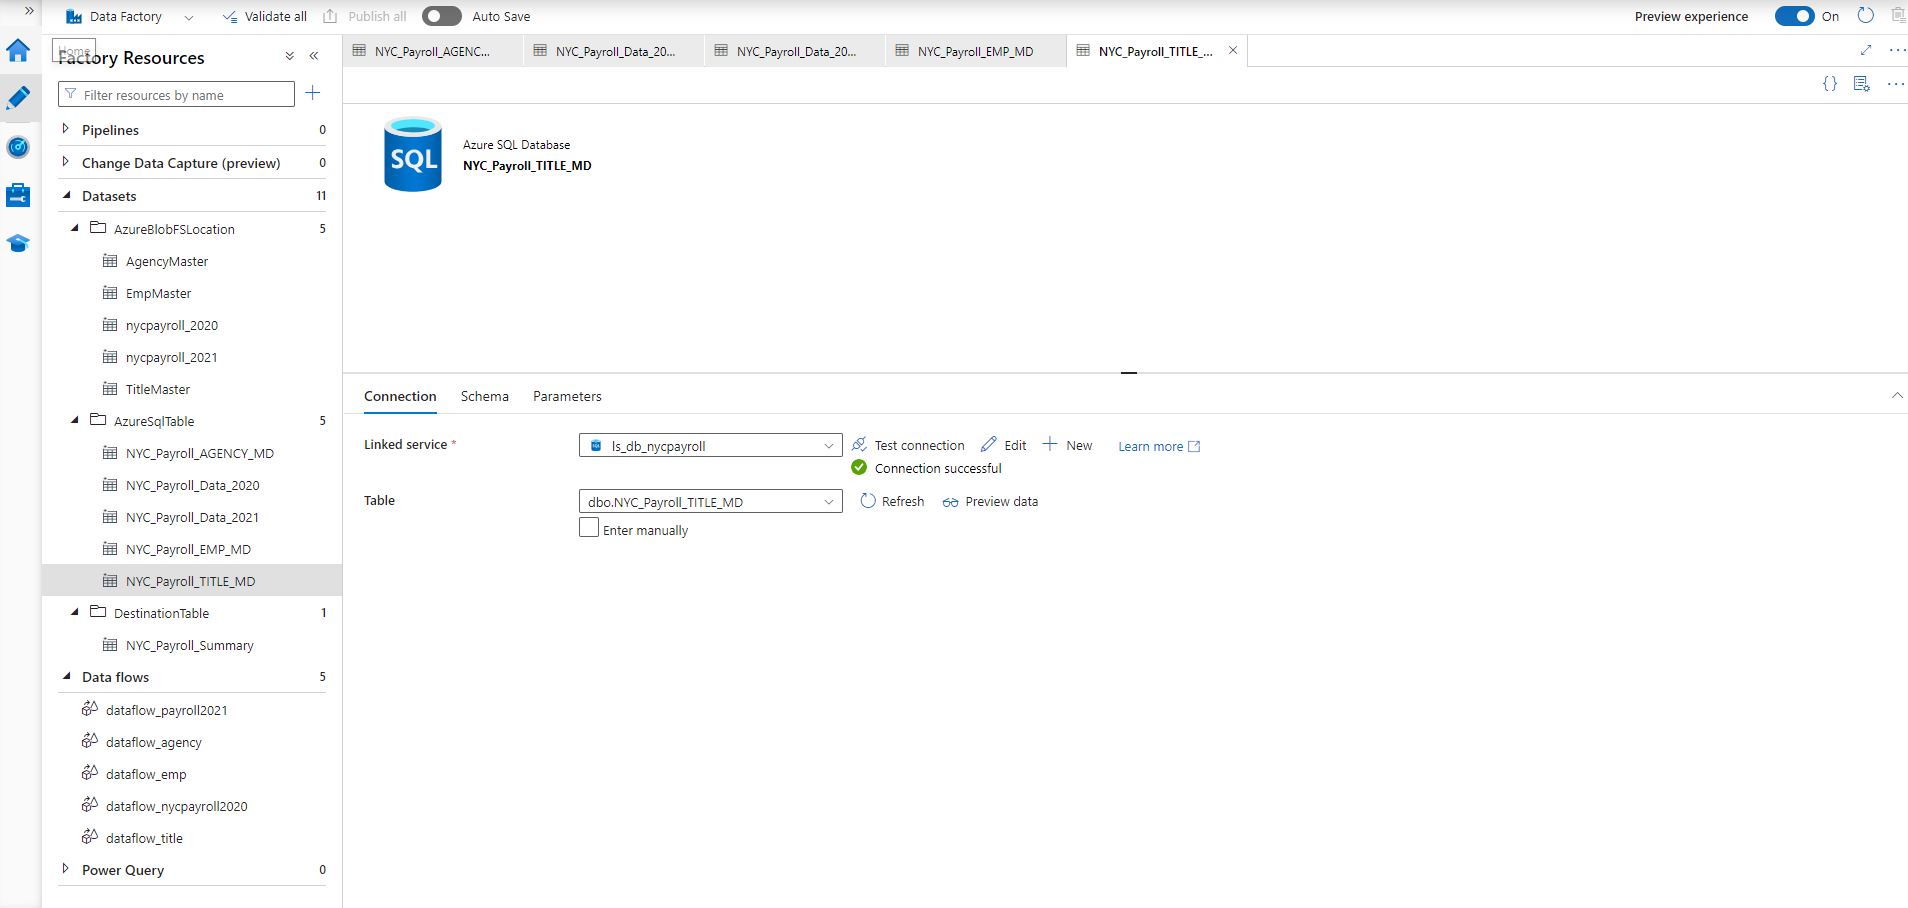 Data Factory
Validate all
Publish all
Auto Save
Preview experience
On
Home
Factory Resources
Filter resources by name
Pipelines 0
Change Data Capture (preview) 0
Datasets 11
AzureBlobFSLocation 5
AgencyMaster
EmpMaster
nycpayroll_2020
nycpayroll_2021
TitleMaster
AzureSqlTable 5
NYC_Payroll_AGENCY_MD
NYC_Payroll_Data_2020
NYC_Payroll_Data_2021
NYC_Payroll_EMP_MD
NYC_Payroll_TITLE_MD
DestinationTable 1
NYC_Payroll_Summary
Data flows 5
dataflow_payroll2021
dataflow_agency
dataflow_emp
dataflow_nycpayroll2020
dataflow_title
Power Query 0
NYC_Payroll_AGENC...
NYC_Payroll_Data_20...
NYC_Payroll_Data_20...
NYC_Payroll_EMP_MD
NYC_Payroll_TITLE_...
SQL
Azure SQL Database
NYC_Payroll_TITLE_MD
Connection
Schema
Parameters
Linked service *
ls_db_nycpayroll
Test connection
Edit
New
Learn more
Connection successful
Table
dbo.NYC_Payroll_TITLE_MD
Refresh
Preview data
Enter manually